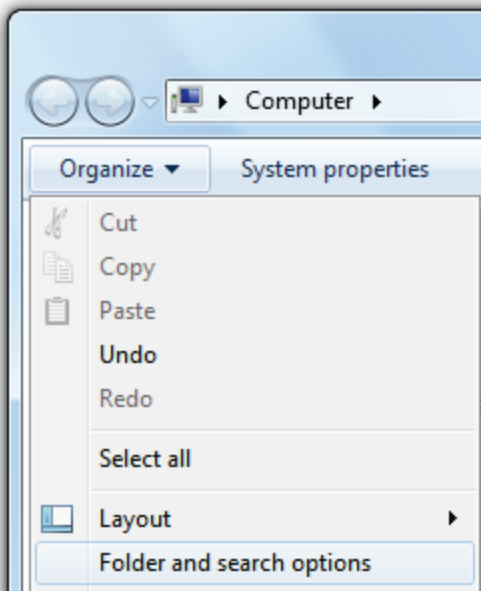 Computer
Organize System properties
Cut
Copy
Paste
Undo
Redo
Select all
Layout
Folder and search options